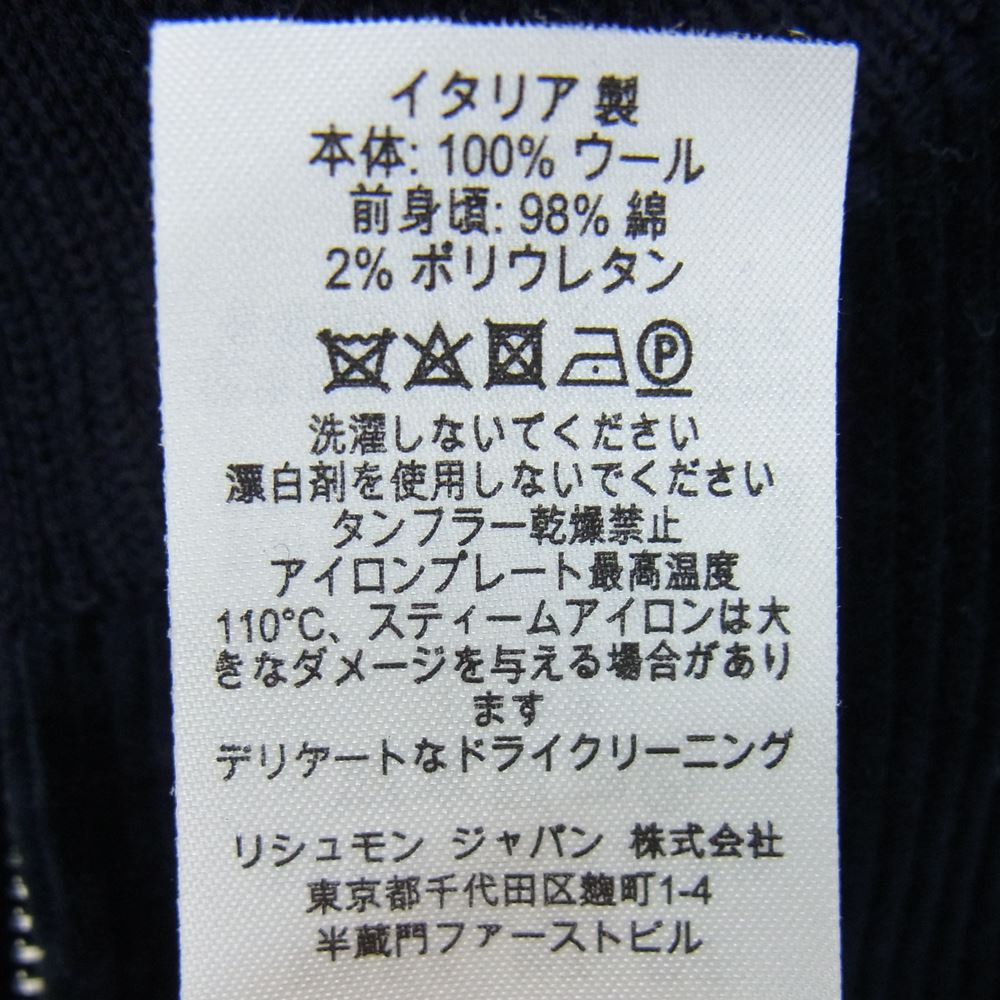 イタリア 製
本体: 100% ウール
前身頃: 98% 綿
2% ポリウレタン
P
洗濯しないでください
漂白剤を使用しないでください
タンブラー乾燥禁止
アイロンプレート最高温度
110°C、スティームアイロンは大
きなダメージを与える場合があり
ます
デリケートなドライクリーニング
リシュモン ジャパン 株式会社
東京都千代田区麹町1-4
半蔵門ファーストビル